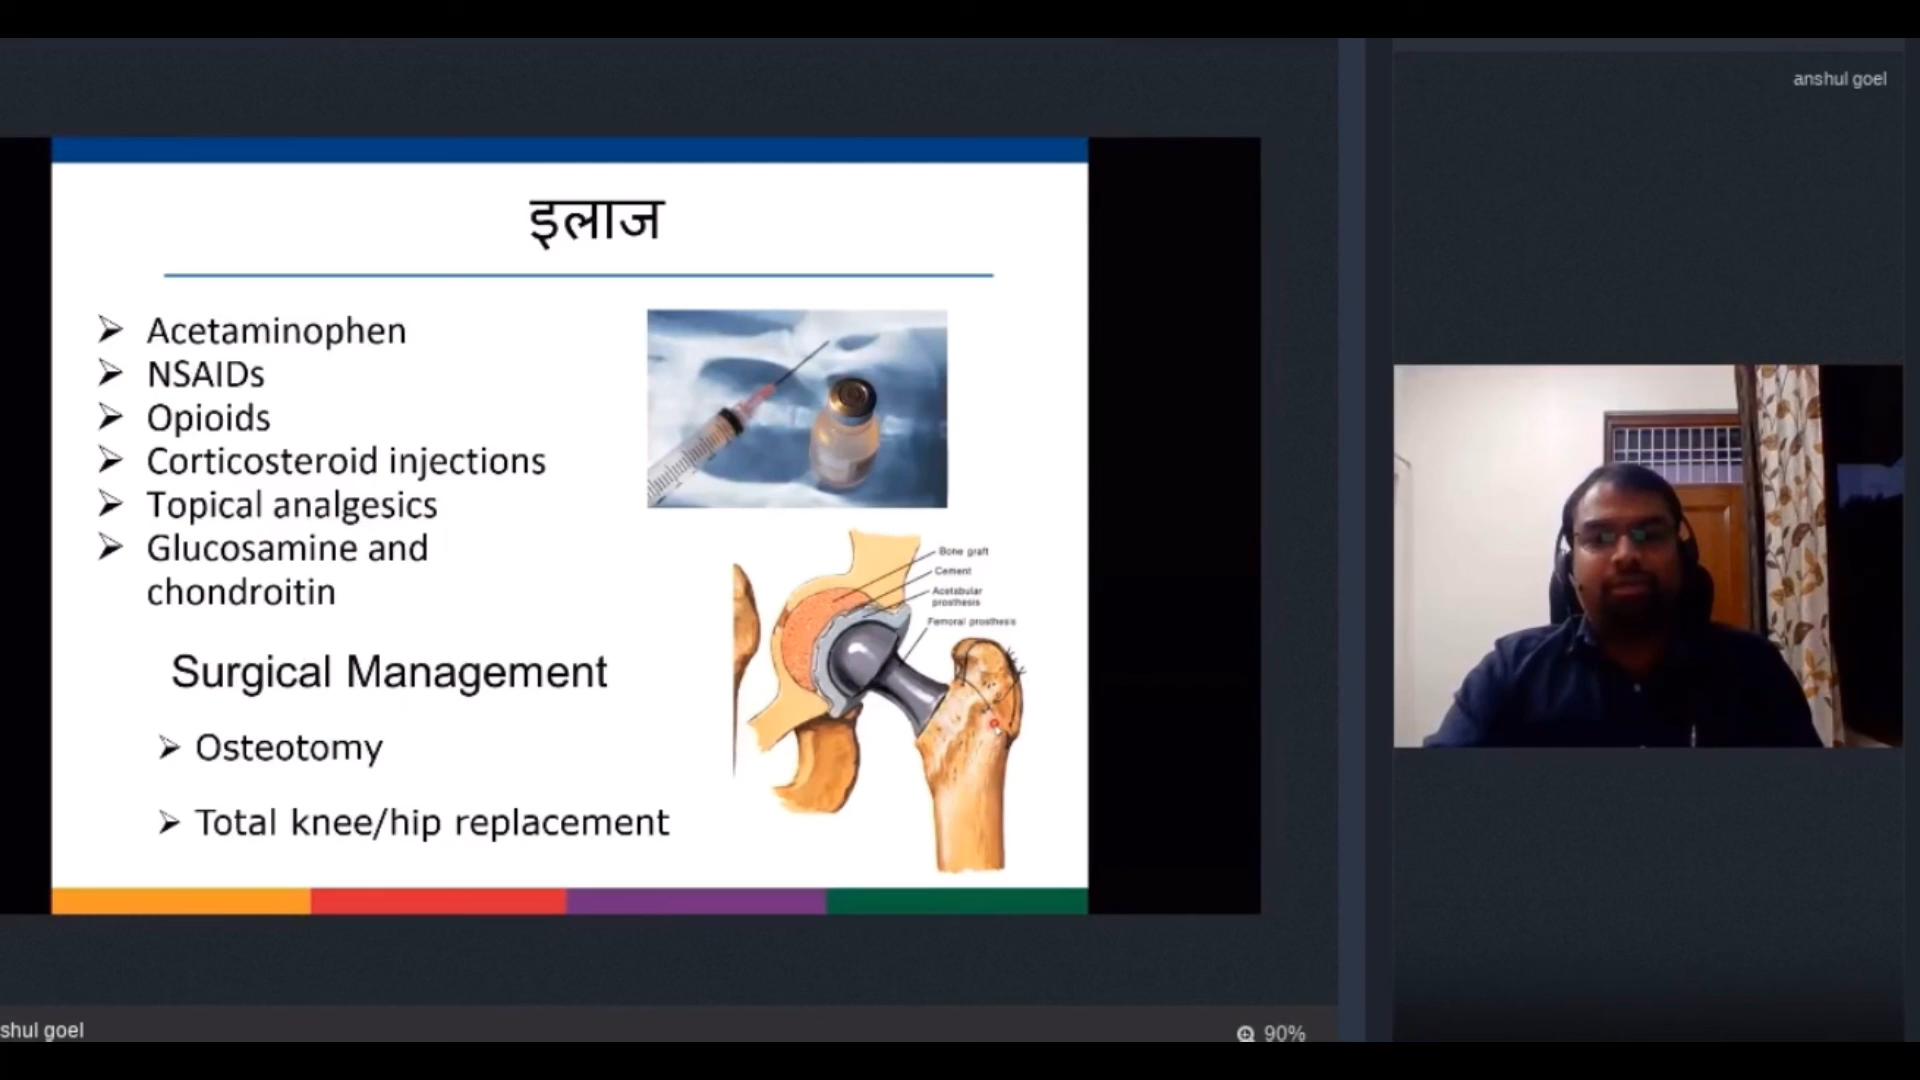 anshul goel
इलाज
Acetaminophen
NSAIDs
Opioids
Corticosteroid injections
Topical analgesics
Glucosamine and
chondroitin
Bone graft
Cement
Acetabular
prosthesis
Femoral prosthesis
Surgical Management
Osteotomy
Total knee/hip replacement
shul goel
90%